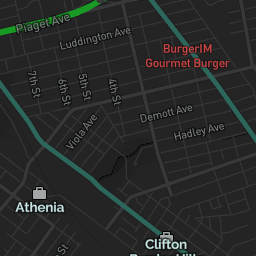 Piaget Ave
Luddington Ave
BurgerIM
Gourmet Burger
7th St
6th St
5th St
4th St
Demott Ave
Viola Ave
Hadley Ave
Athenia
Clifton
St